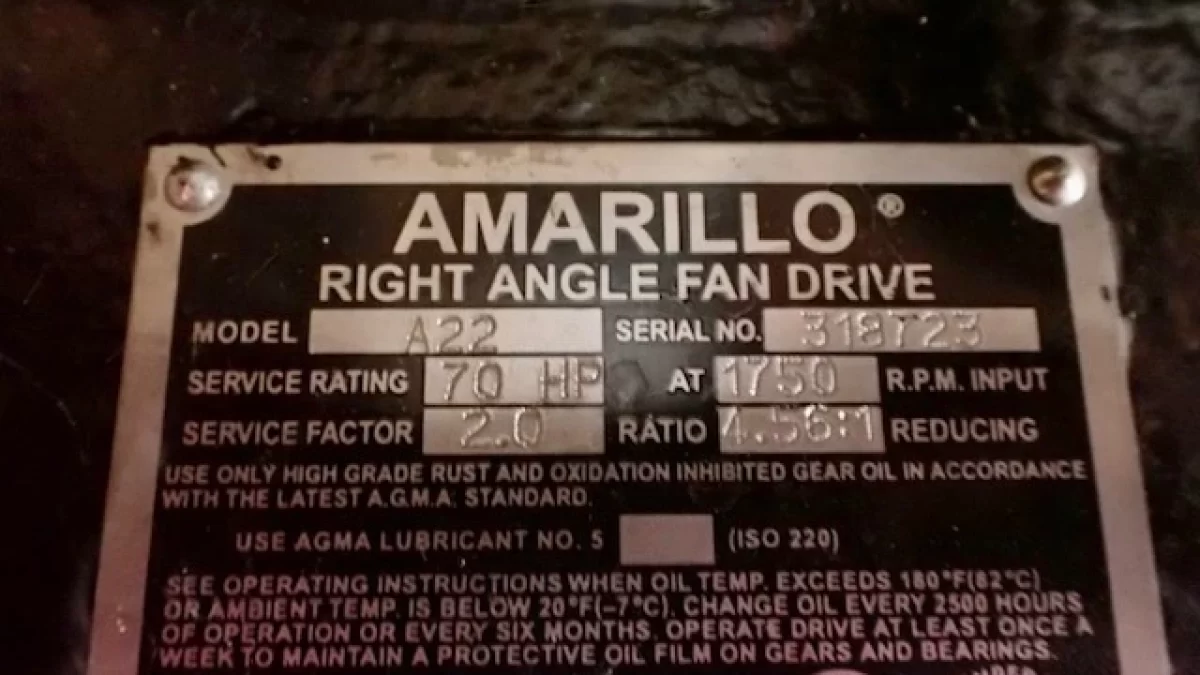 AMARILLO ®
RIGHT ANGLE FAN DRIVE
MODEL A22 SERIAL NO. 318723
SERVICE RATING 70 HP AT 1750 R.P.M. INPUT
SERVICE FACTOR 2.0 RATIO 4.56:1 REDUCING
USE ONLY HIGH GRADE RUST AND OXIDATION INHIBITED GEAR OIL IN ACCORDANCE
WITH THE LATEST A.G.M.A. STANDARD.
USE AGMA LUBRICANT NO. 5 (ISO 220)
SEE OPERATING INSTRUCTIONS WHEN OIL TEMP. EXCEEDS 180°F(82°C)
OR AMBIENT TEMP. IS BELOW 20°F(-7°C). CHANGE OIL EVERY 2500 HOURS
OF OPERATION OR EVERY SIX MONTHS. OPERATE DRIVE AT LEAST ONCE A
WEEK TO MAINTAIN A PROTECTIVE OIL FILM ON GEARS AND BEARINGS.